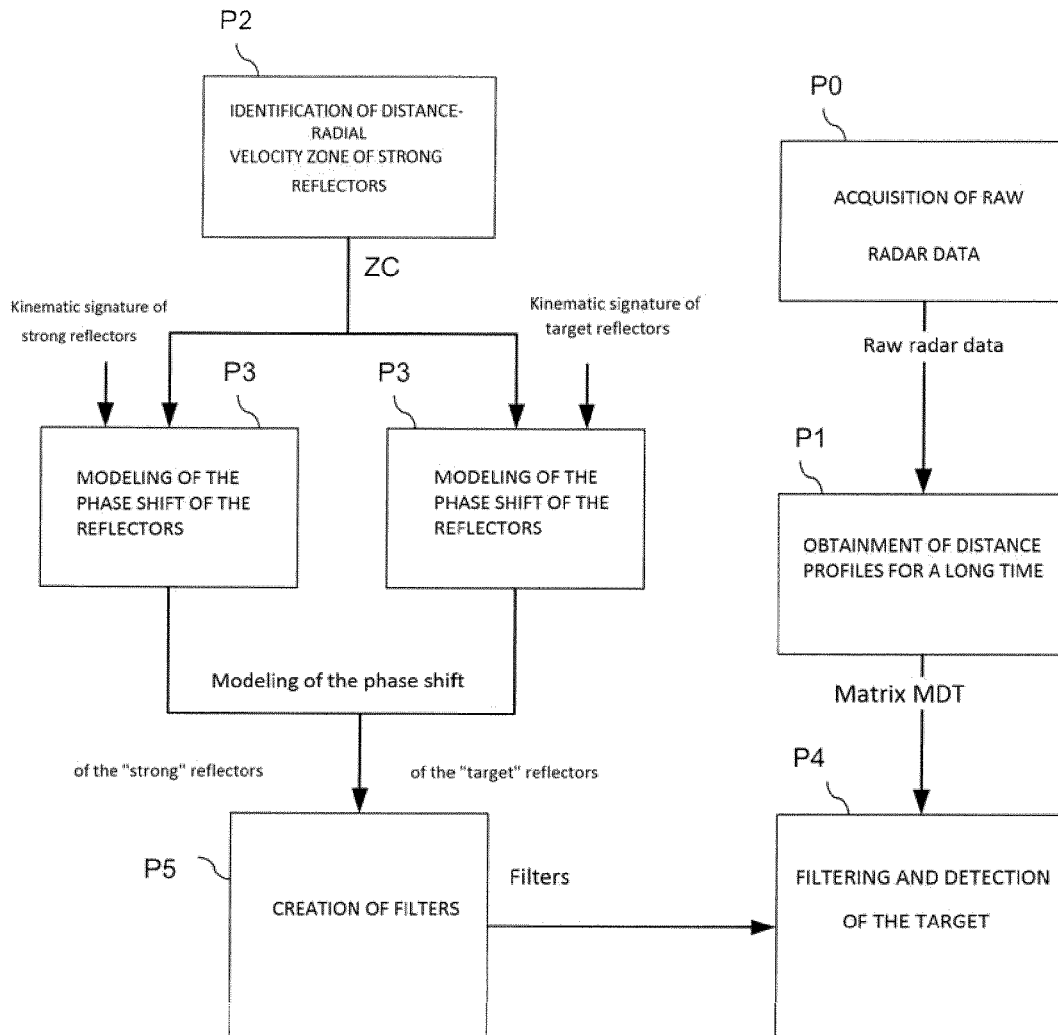 P2
IDENTIFICATION OF DISTANCE-
RADIAL
VELOCITY ZONE OF STRONG
REFLECTORS
P0
ACQUISITION OF RAW
RADAR DATA
ZC
Kinematic signature of
strong reflectors
Kinematic signature of
target reflectors
Raw radar data
P3
MODELING OF THE
PHASE SHIFT OF THE
REFLECTORS
P3
MODELING OF THE
PHASE SHIFT OF THE
REFLECTORS
P1
OBTAINMENT OF DISTANCE
PROFILES FOR A LONG TIME
Modeling of the phase shift
Matrix MDT
of the "strong" reflectors
of the "target" reflectors
P5
CREATION OF FILTERS
Filters
P4
FILTERING AND DETECTION
OF THE TARGET